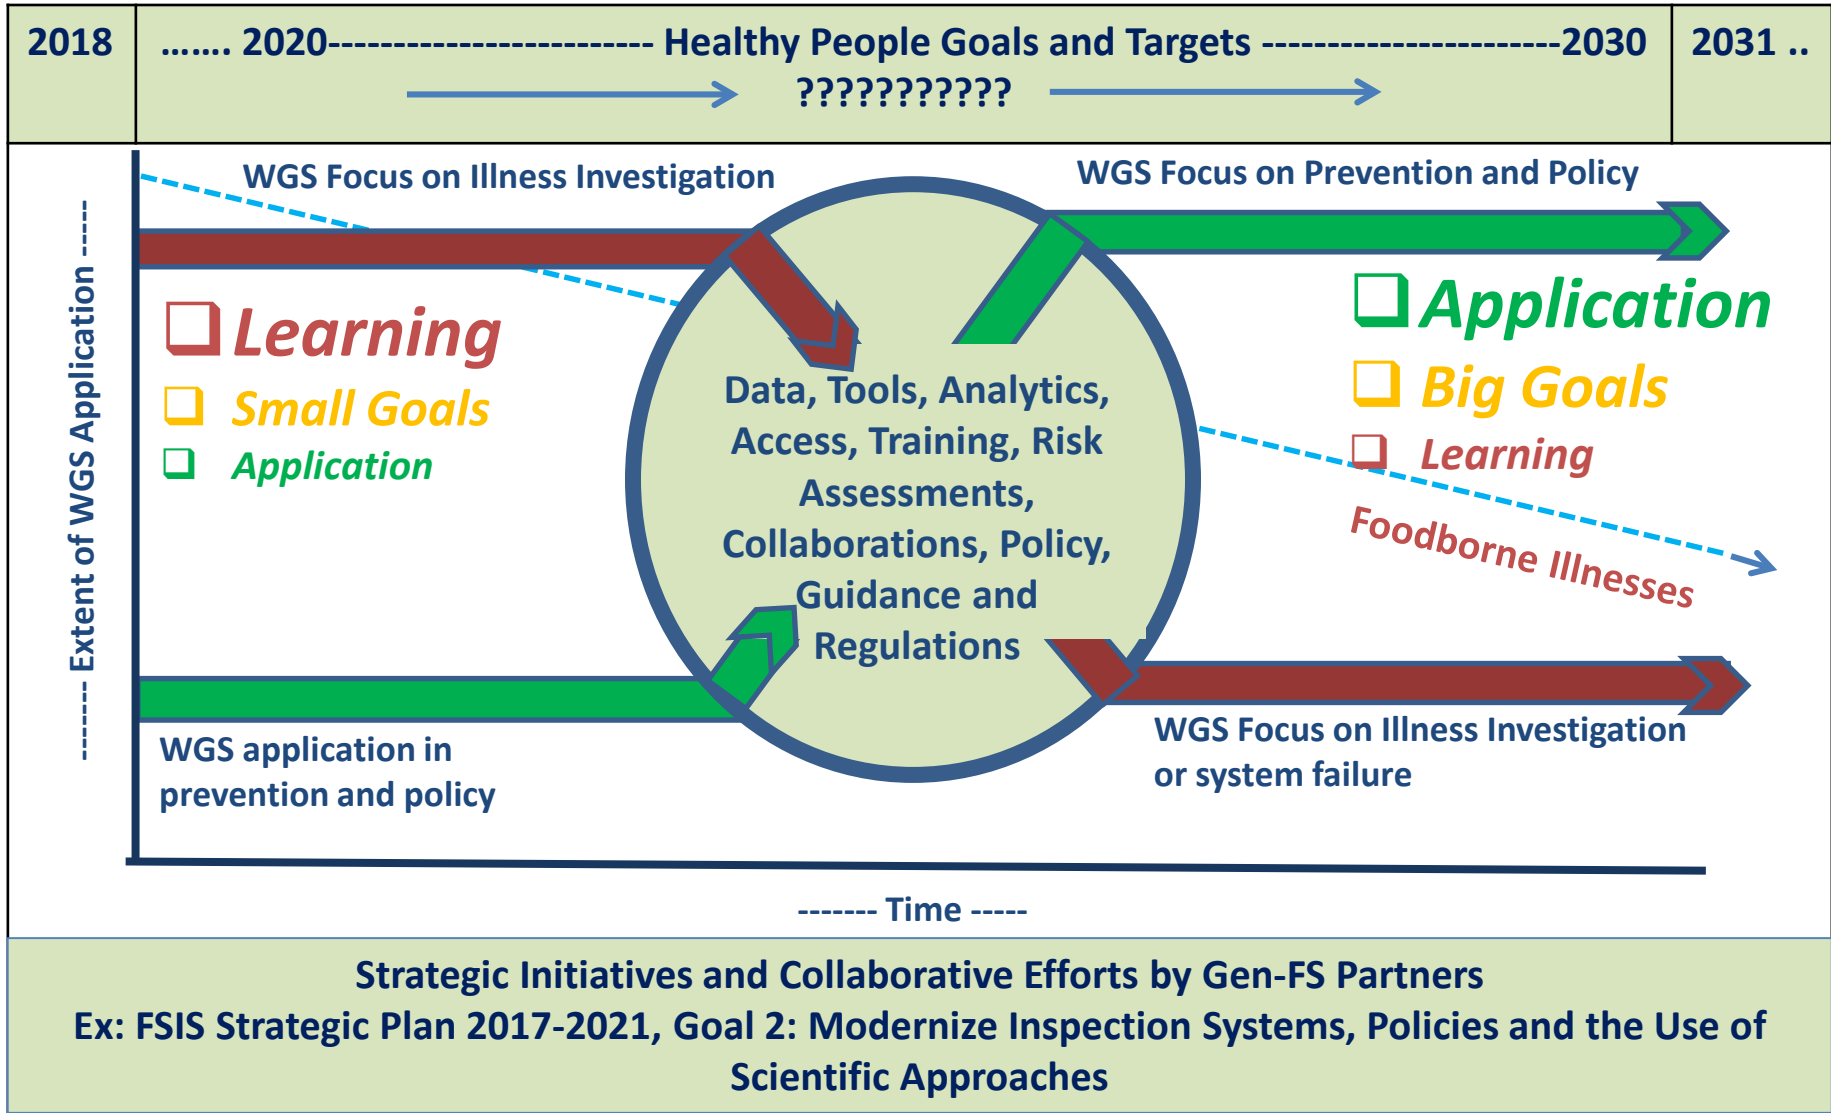 2018
....... 2020------------------------- Healthy People Goals and Targets -----------------------2030
???????????
2031 ..
WGS Focus on Illness Investigation
WGS Focus on Prevention and Policy
-------- Extent of WGS Application -----
Learning
Small Goals
Application
Data, Tools, Analytics,
Access, Training, Risk
Assessments,
Collaborations, Policy,
Guidance and
Regulations
Application
Big Goals
Learning
Foodborne Illnesses
WGS application in
prevention and policy
WGS Focus on Illness Investigation
or system failure
------- Time -----
Strategic Initiatives and Collaborative Efforts by Gen-FS Partners
Ex: FSIS Strategic Plan 2017-2021, Goal 2: Modernize Inspection Systems, Policies and the Use of
Scientific Approaches